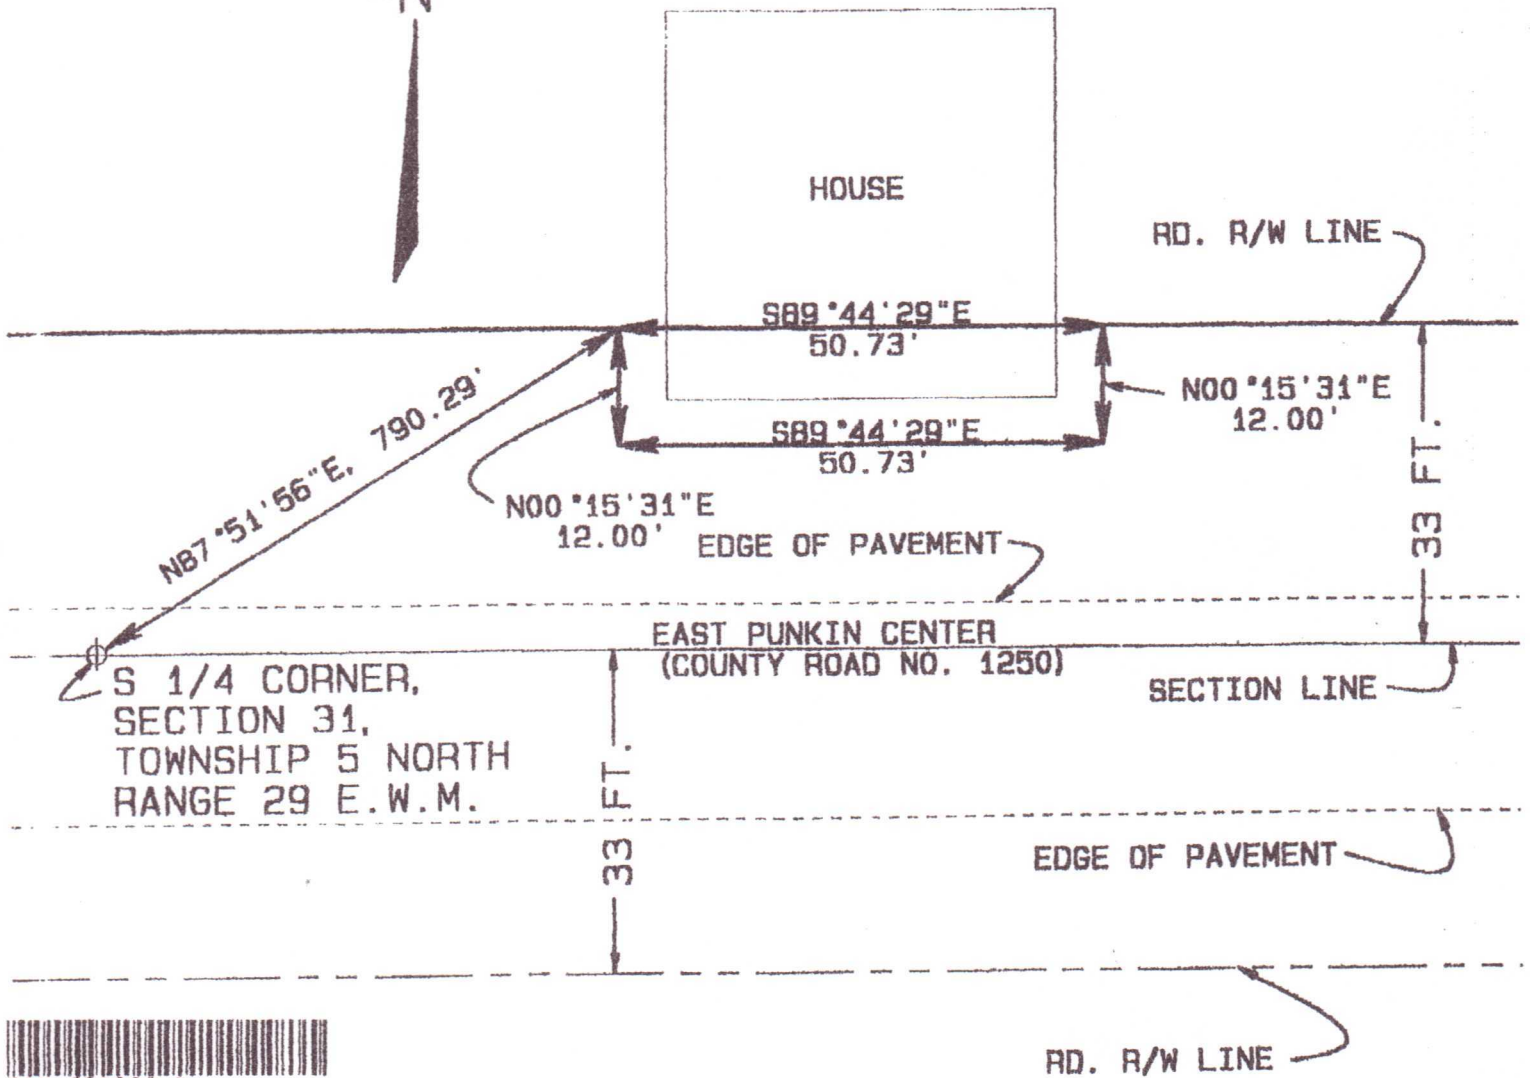 N
HOUSE
RD. R/W LINE
S89°44'29"E
50.73'
N00°15'31"E
12.00'
S89°44'29"E
50.73'
N87°51'56"E, 790.29'
N00°15'31"E
12.00'
33 FT.
EDGE OF PAVEMENT
EAST PUNKIN CENTER
(COUNTY ROAD NO. 1250)
SECTION LINE
S 1/4 CORNER,
SECTION 31,
TOWNSHIP 5 NORTH
RANGE 29 E.W.M.
33 FT.
EDGE OF PAVEMENT
RD. R/W LINE